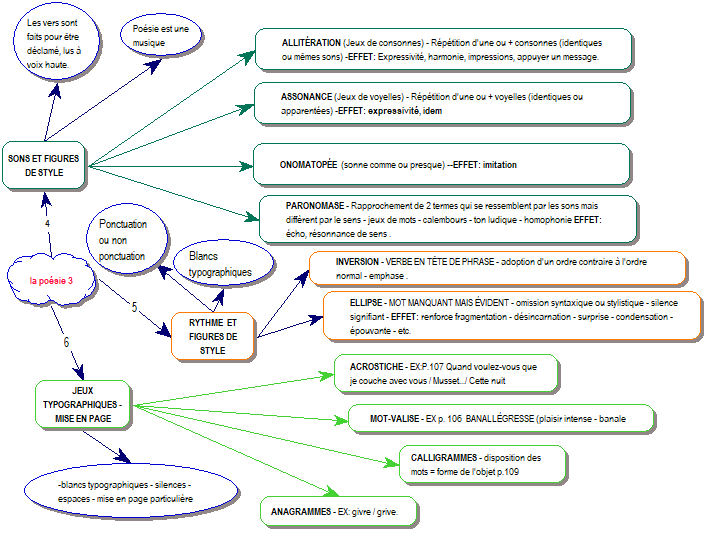 Les vers sont
faits pour être
déclamé, lus à
voix haute.
Poésie est une
musique
ALLITÉRATION (Jeux de consonnes) - Répétition d'une ou + consonnes (identiques
ou mêmes sons) -EFFET: Expressivité, harmonie, impressions, appuyer un message.
ASSONANCE (Jeux de voyelles) - Répétition d'une ou + voyelles (identiques ou
apparentées) -EFFET: expressivité, idem
SONS ET FIGURES
DE STYLE
ONOMATOPÉE (sonne comme ou presque) --EFFET: imitation
PARONOMASE - Rapprochement de 2 termes qui se ressemblent par les sons mais
diffèrent par le sens - jeux de mots - calembours - ton ludique - homophonie EFFET:
écho, résonnance de sens .
4
Ponctuation
ou non
ponctuation
Blancs
typographiques
la poésie 3
5
INVERSION - VERBE EN TÊTE DE PHRASE - adoption d'un ordre contraire à l'ordre
normal - emphase .
ELLIPSE - MOT MANQUANT MAIS ÉVIDENT - omission syntaxique ou stylistique - silence
signifiant - EFFET: renforce fragmentation - désincarnation - surprise - condensation -
épouvante - etc.
RYTHME ET
FIGURES DE
STYLE
6
ACROSTICHE - EX:P.107 Quand voulez-vous que
je couche avec vous / Musset.../ Cette nuit
JEUX
TYPOGRAPHIQUES -
MISE EN PAGE
MOT-VALISE - EX p. 106 BANALLÉGRESSE (plaisir intense - banale
CALLIGRAMMES - disposition des
mots = forme de l'objet p.109
-blancs typographiques - silences -
espaces - mise en page particulière
ANAGRAMMES - EX: givre / grive.